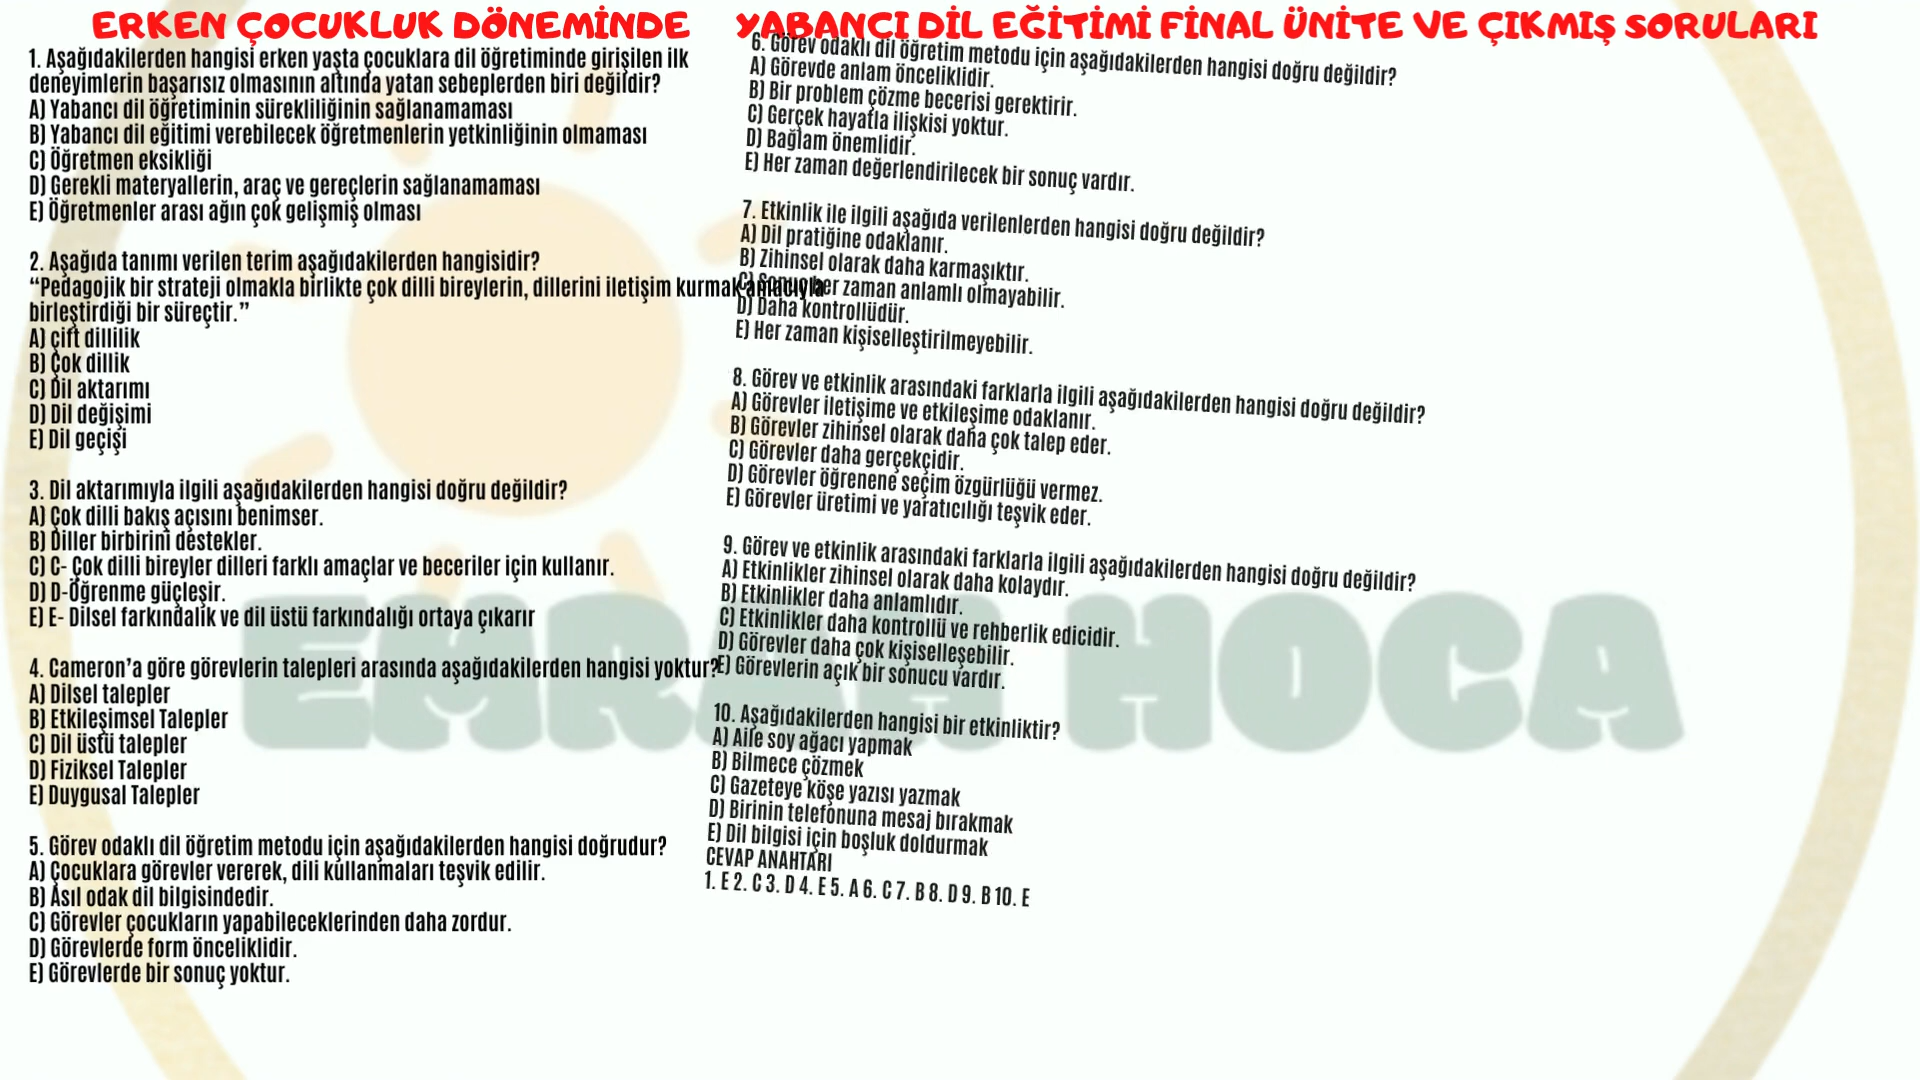 ERKEN ÇOCUKLUK DÖNEMİNDE YABANCI DİL EĞİTİMİ FİNAL ÜNİTE VE ÇIKMIŞ SORULARI
1. Aşağıdakilerden hangisi erken yaşta çocuklara dil öğretiminde girişilen ilk
deneyimlerin başarısız olmasının altında yatan sebeplerden biri değildir?
A) Yabancı dil öğretiminin sürekliliğinin sağlanamaması
B) Yabancı dil eğitimi verebilecek öğretmenlerin yetkinliğinin olmaması
C) Öğretmen eksikliği
D) Gerekli materyallerin, araç ve gereçlerin sağlanamaması
E) Öğretmenler arası ağın çok gelişmiş olması
2. Aşağıda tanımı verilen terim aşağıdakilerden hangisidir?
“Pedagojik bir strateji olmakla birlikte çok dilli bireylerin, dillerini iletişim kurmak amacıyla
birleştirdiği bir süreçtir.”
A) çift dillilik
B) Çok dillik
C) Dil aktarımı
D) Dil değişimi
E) Dil geçişi
3. Dil aktarımıyla ilgili aşağıdakilerden hangisi doğru değildir?
A) Çok dilli bakış açısını benimser.
B) Diller birbirini destekler.
C) C- Çok dilli bireyler dilleri farklı amaçlar ve beceriler için kullanır.
D) D-Öğrenme güçleşir.
E) E- Dilsel farkındalık ve dil üstü farkındalığı ortaya çıkarır
4. Cameron’a göre görevlerin talepleri arasında aşağıdakilerden hangisi yoktur?
A) Dilsel talepler
B) Etkileşimsel Talepler
C) Dil üstü talepler
D) Fiziksel Talepler
E) Duygusal Talepler
5. Görev odaklı dil öğretim metodu için aşağıdakilerden hangisi doğrudur?
A) Çocuklara görevler vererek, dili kullanmaları teşvik edilir.
B) Asıl odak dil bilgisindedir.
C) Görevler çocukların yapabileceklerinden daha zordur.
D) Görevlerde form önceliklidir.
E) Görevlerde bir sonuç yoktur.
6. Görev odaklı dil öğretim metodu için aşağıdakilerden hangisi doğru değildir?
A) Görevde anlam önceliklidir.
B) Bir problem çözme becerisi gerektirir.
C) Gerçek hayatla ilişkisi yoktur.
D) Bağlam önemlidir.
E) Her zaman değerlendirilecek bir sonuç vardır.
7. Etkinlik ile ilgili aşağıda verilenlerden hangisi doğru değildir?
A) Dil pratiğine odaklanır.
B) Zihinsel olarak daha karmaşıktır.
C) Sonuç her zaman anlamlı olmayabilir.
D) Daha kontrollüdür.
E) Her zaman kişiselleştirilmeyebilir.
8. Görev ve etkinlik arasındaki farklarla ilgili aşağıdakilerden hangisi doğru değildir?
A) Görevler iletişime ve etkileşime odaklanır.
B) Görevler zihinsel olarak daha çok talep eder.
C) Görevler daha gerçekçidir.
D) Görevler öğrenene seçim özgürlüğü vermez.
E) Görevler üretimi ve yaratıcılığı teşvik eder.
9. Görev ve etkinlik arasındaki farklarla ilgili aşağıdakilerden hangisi doğru değildir?
A) Etkinlikler zihinsel olarak daha kolaydır.
B) Etkinlikler daha anlamlıdır.
C) Etkinlikler daha kontrollü ve rehberlik edicidir.
D) Görevler daha çok kişiselleşebilir.
E) Görevlerin açık bir sonucu vardır.
10. Aşağıdakilerden hangisi bir etkinliktir?
A) Aile soy ağacı yapmak
B) Bilmece çözmek
C) Gazeteye köşe yazısı yazmak
D) Birinin telefonuna mesaj bırakmak
E) Dil bilgisi için boşluk doldurmak
CEVAP ANAHTARI
1. E 2. C 3. D 4. E 5. A 6. C 7. B 8. D 9. B 10. E
EMRAH HOCA